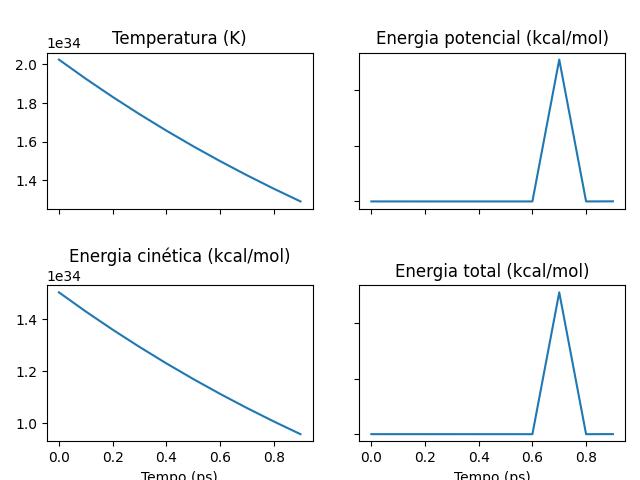 Temperatura (K)
1e34
2.0
1.8
1.6
1.4
Energia potencial (kcal/mol)
Energia cinética (kcal/mol)
1e34
1.4
1.2
1.0
0.0 0.2 0.4 0.6 0.8
Tempo (ps)
Energia total (kcal/mol)
0.0 0.2 0.4 0.6 0.8
Tempo (ps)